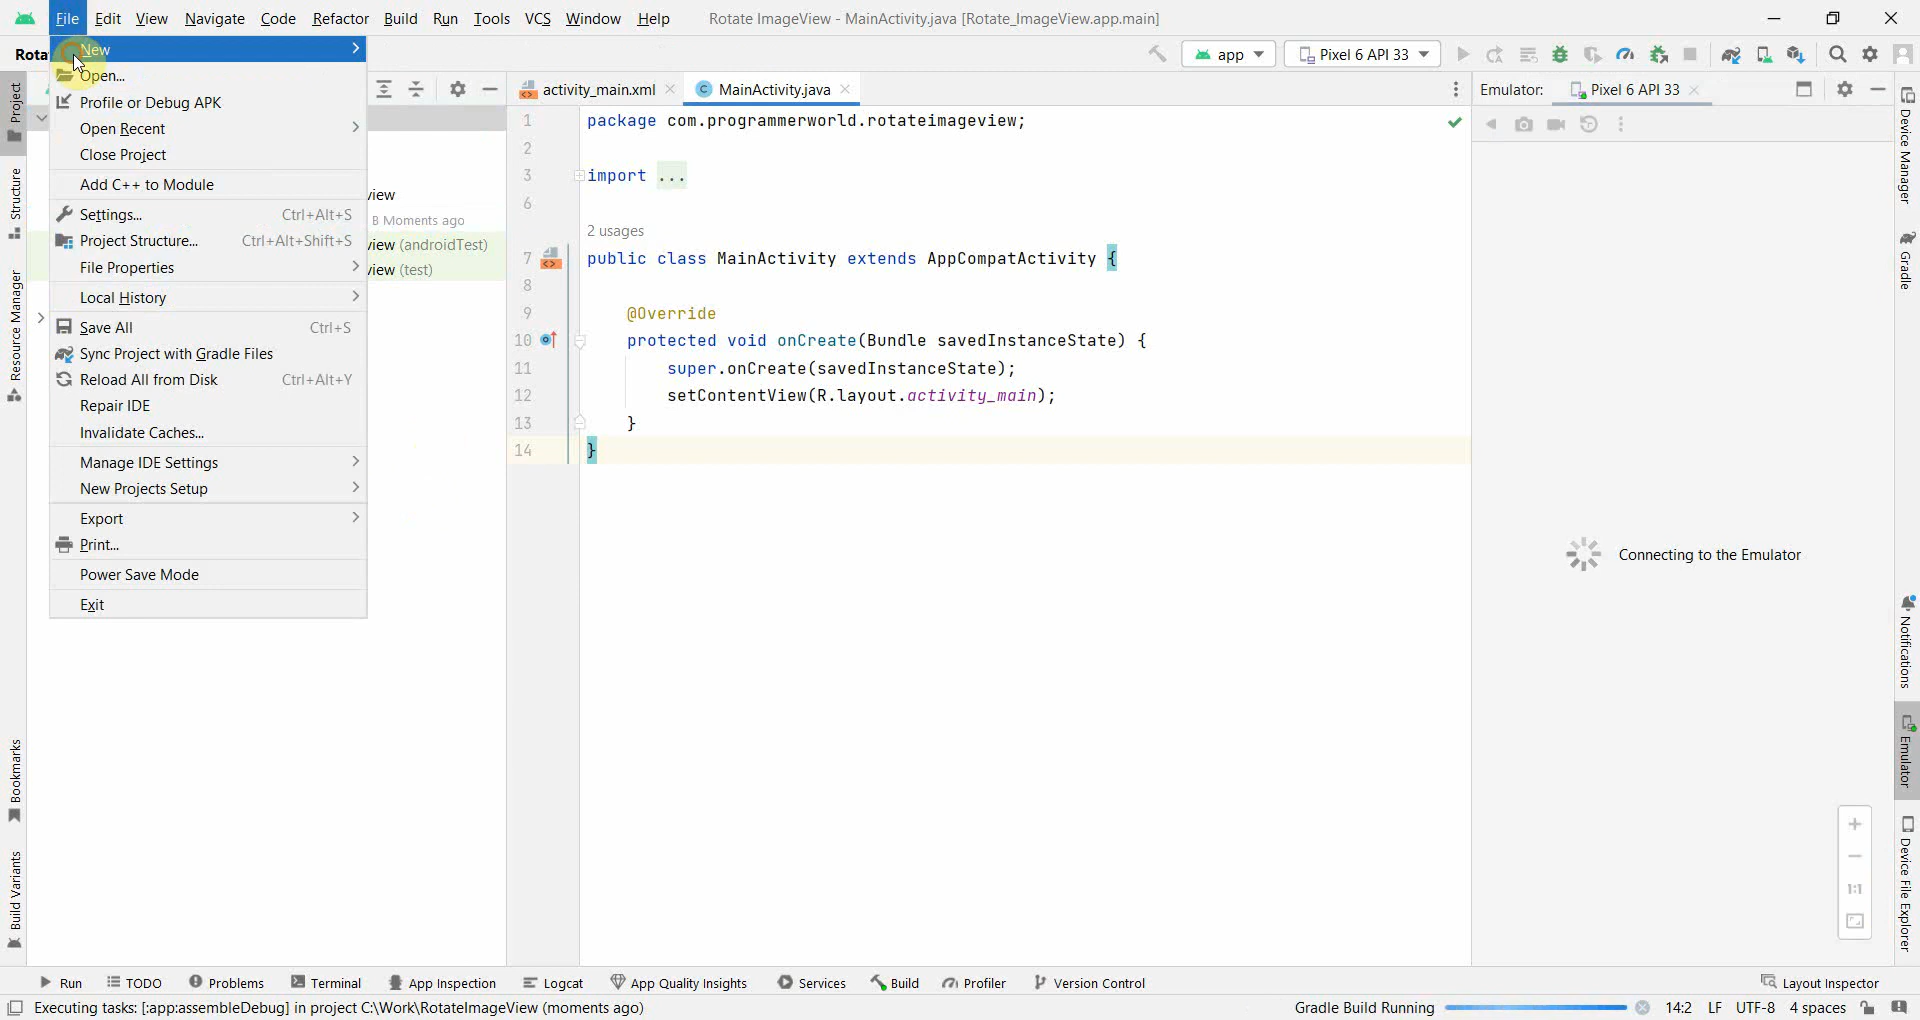 File Edit View Navigate Code Refactor Build Run Tools VCS Window Help Rotate ImageView - MainActivity.java [Rotate_ImageView.app.main]
Rota
app
Pixel 6 API 33
New
Open...
Profile or Debug APK
Open Recent
Close Project
Add C++ to Module
Settings... Ctrl+Alt+S
Project Structure... Ctrl+Alt+Shift+S
File Properties
Local History
Save All Ctrl+S
Sync Project with Gradle Files
Reload All from Disk Ctrl+Alt+Y
Repair IDE
Invalidate Caches...
Manage IDE Settings
New Projects Setup
Export
Print...
Power Save Mode
Exit
Project
Structure
Resource Manager
Bookmarks
Build Variants
view
B Moments ago
view (androidTest)
view (test)
activity_main.xml
MainActivity.java
1 package com.programmerworld.rotateimageview;
2
3 import ...
6
2 usages
7 public class MainActivity extends AppCompatActivity {
8
9 @Override
10 protected void onCreate(Bundle savedInstanceState) {
11 super.onCreate(savedInstanceState);
12 setContentView(R.layout.activity_main);
13 }
14 }
Emulator: Pixel 6 API 33
Connecting to the Emulator
1:1
Device Manager
Gradle
Notifications
Emulator
Device File Explorer
Run TODO Problems Terminal App Inspection Logcat App Quality Insights Services Build Profiler Version Control Layout Inspector
Executing tasks: [:app:assembleDebug] in project C:\Work\RotateImageView (moments ago) Gradle Build Running 14:2 LF UTF-8 4 spaces